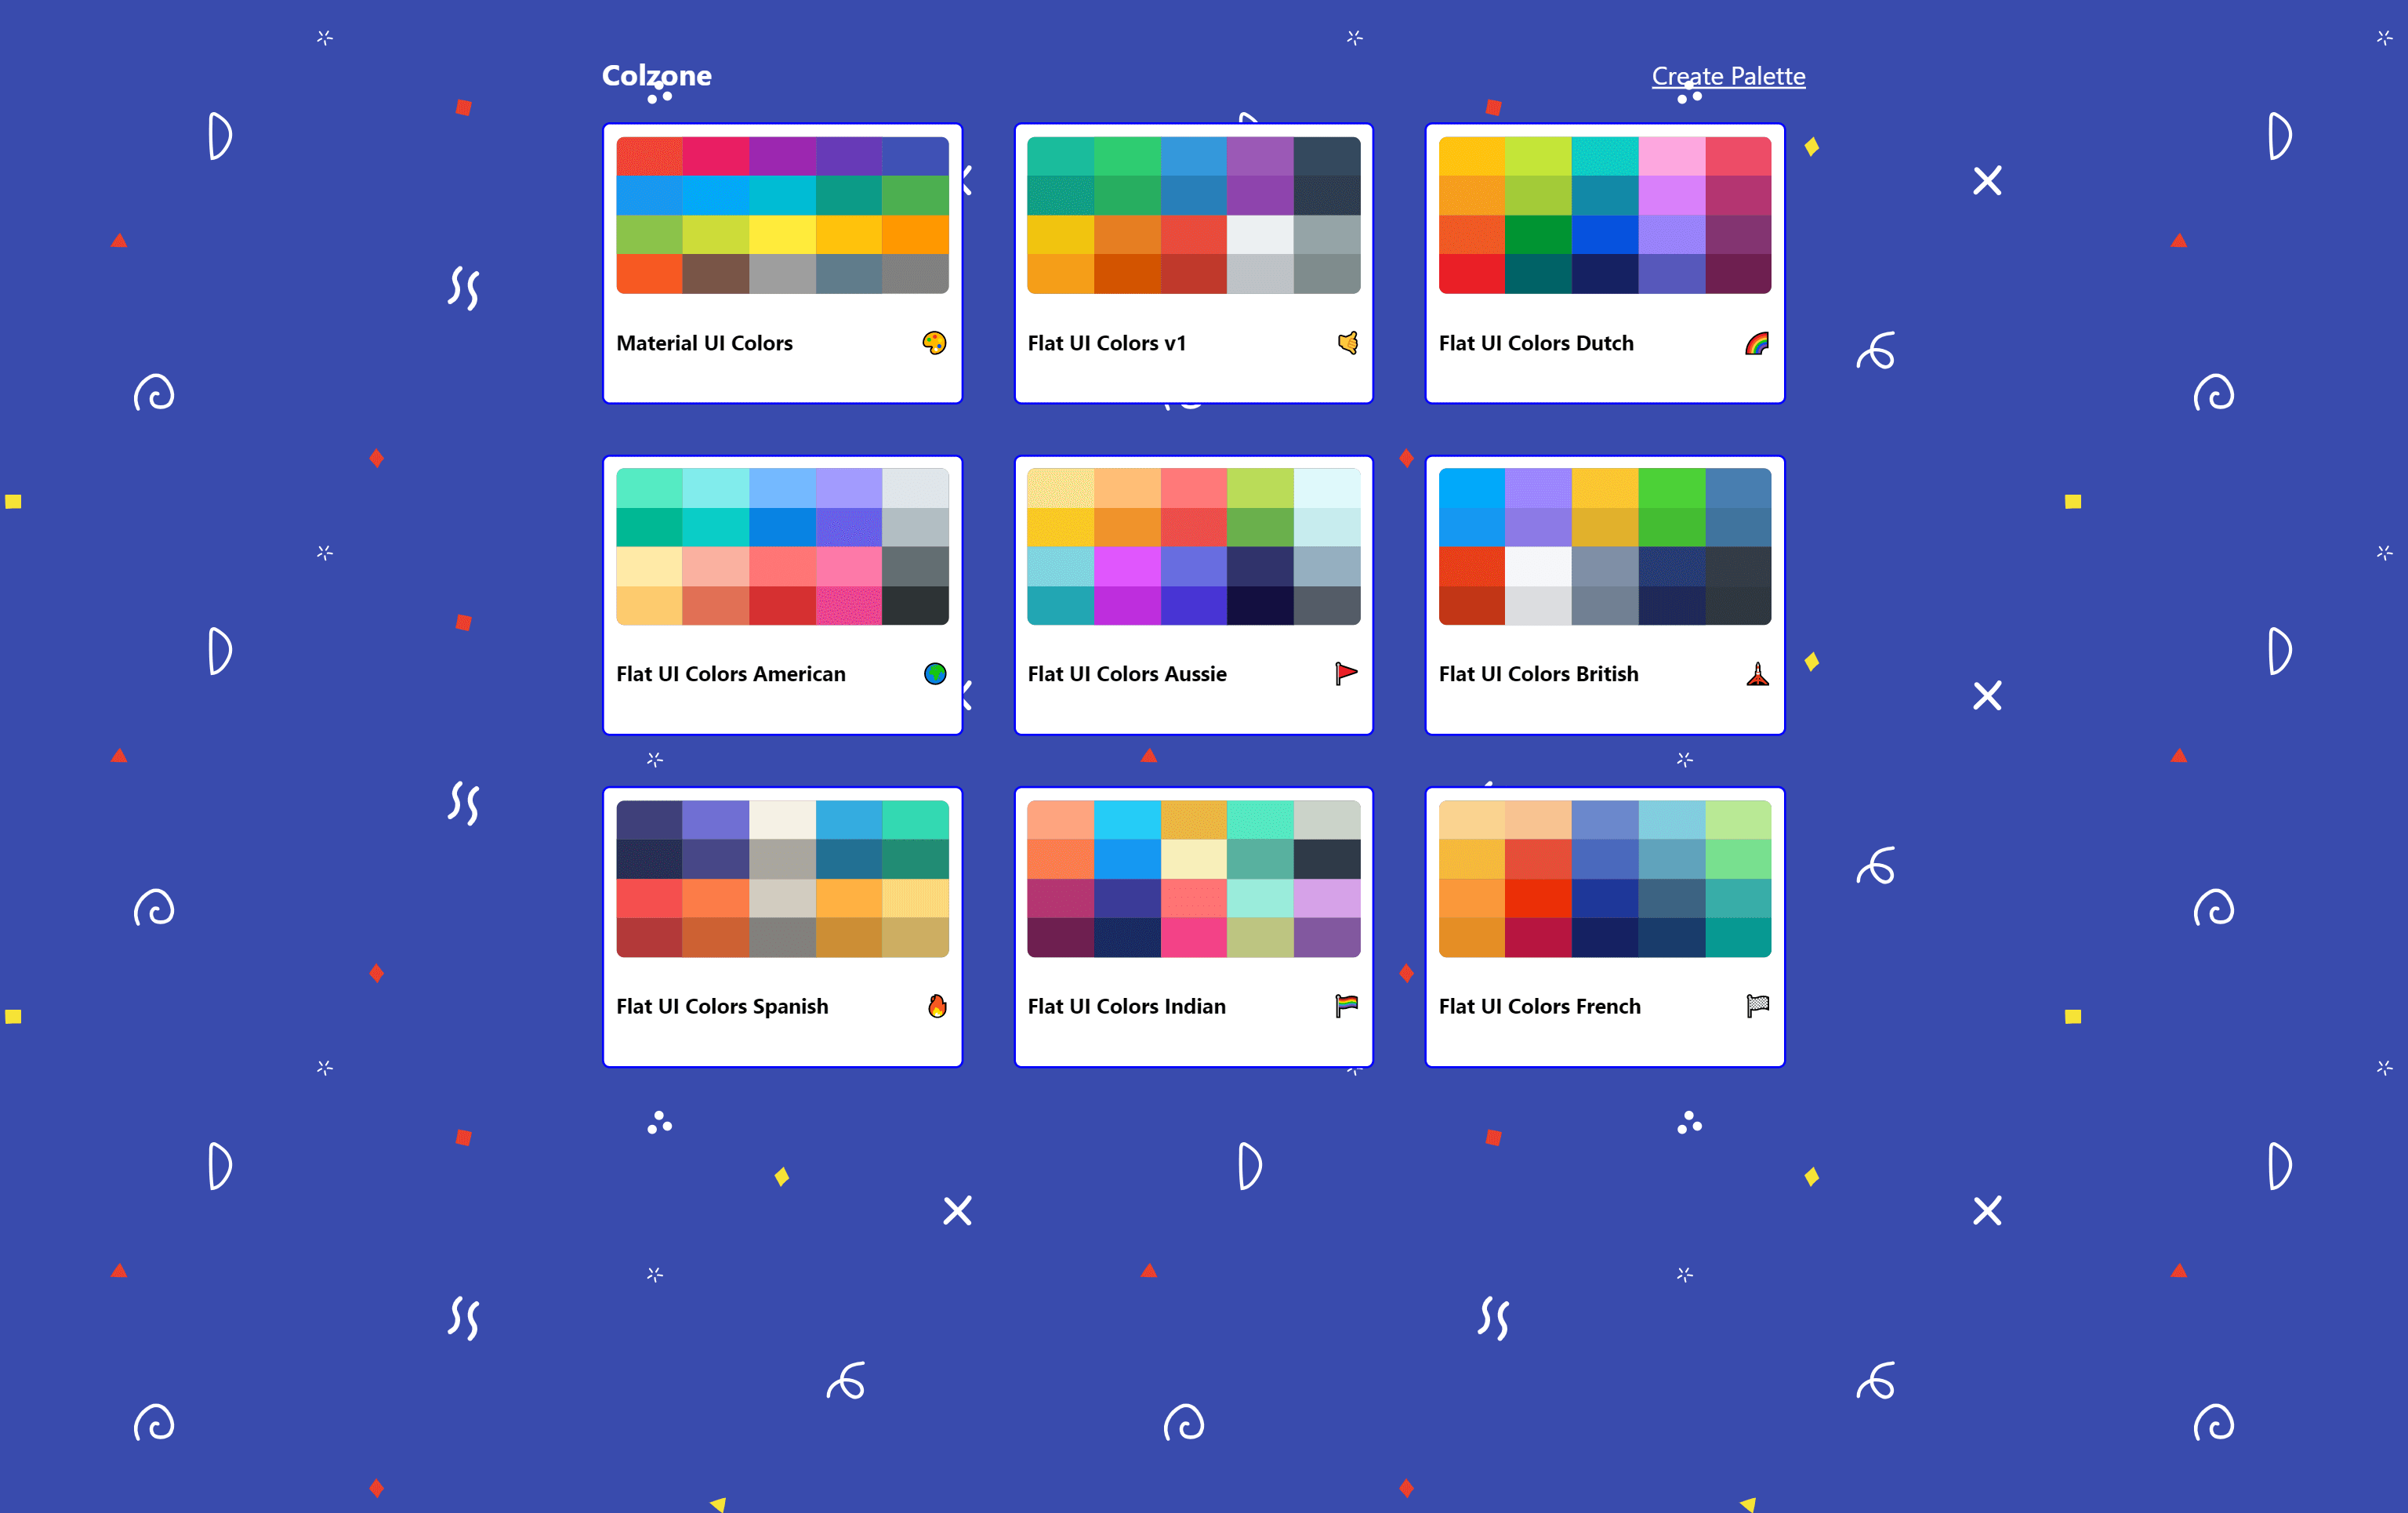 Colzone
Create Palette
Material UI Colors
Flat UI Colors v1
Flat UI Colors Dutch
Flat UI Colors American
Flat UI Colors Aussie
Flat UI Colors British
Flat UI Colors Spanish
Flat UI Colors Indian
Flat UI Colors French